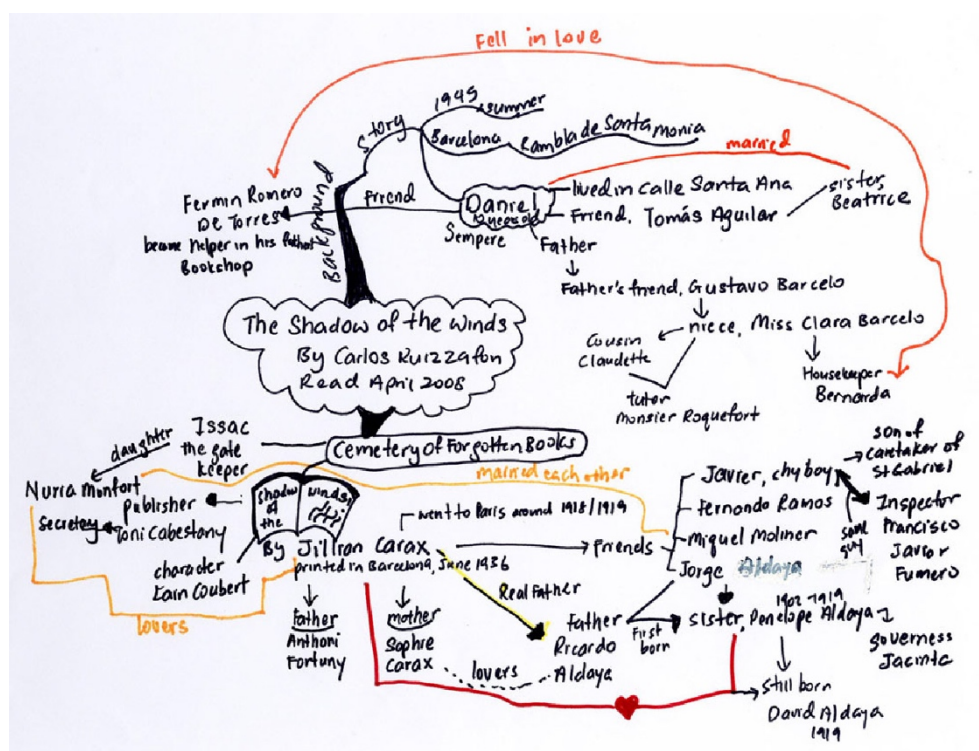 Fell in love
1945 summer
Story
Barcelona Rambla de Santa monia
married
Background
Fermin Romero
De Torres
became helper in his father
Bookshop
friend
Daniel
Sempere
lived in Calle Santa Ana
Friend, Tomás Aguilar
sister,
Beatrice
Father
Father's friend, Gustavo Barcelo
niece, Miss Clara Barcelo
Cousin
Claudette
tutor
Monsier Roquefort
Housekeeper
Bernarda
The Shadow of the Winds
By Carlos Ruizzafon
Read April 2008
Cemetery of Forgotten Books
Issac
the gate
keeper
daughter
Nuria Monfort
married each other
publisher
Toni Cabestany
Secretary
Shadow
of
the
Winds
By Jillian Carax
printed in Barcelona, June 1936
character
Lain Coubert
lovers
went to Paris around 1918/1919
Friends
Javier, chyboy
Fernando Ramos
Miquel Moliner
Jorge Aldaya
son of
caretaker of
St Gabriel
same
guy
Inspector
Francisco
Javier
Fumero
Real Father
father
Anthoni
Fortuny
mother
Sophie
Carax
lovers
Father
Ricardo
Aldaya
First
born
1902-1919
Sister, Penelope Aldaya
Governess
Jacinta
Still born
David Aldaya
1919